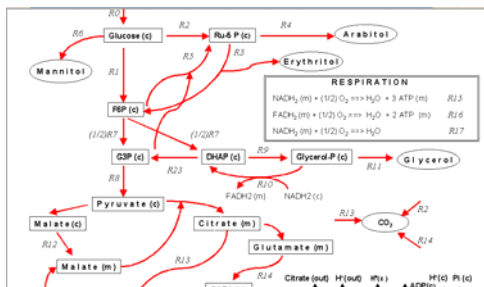 R0
Glucose (c)
R2
Ru-5 P (c)
R4
Arabitol
R6
Mannitol
R1
R5
R3
Erythritol
RESPIRATION
NADH₂ (m) + (1/2) O₂ ==> H₂O + 3 ATP (m) R15
FADH₂ (m) + (1/2) O₂ ==> H₂O + 2 ATP (m) R16
NADH₂ (m) + (1/2) O₂ ==> H₂O R17
F6P (c)
(1/2)R7
(1/2)R7
G3P (c)
R23
DHAP (c)
R9
Glycerol-P (c)
R11
Glycerol
R8
R10
FADH2 (m)
NADH2 (c)
Pyruvate (c)
Malate (c)
Citrate (m)
R13
CO₂
R2
R14
R12
Glutamate (m)
Malate (m)
R13
R14
Citrate (out)
H⁺(out)
H⁺(c)
Pi (c)
ADP(c)